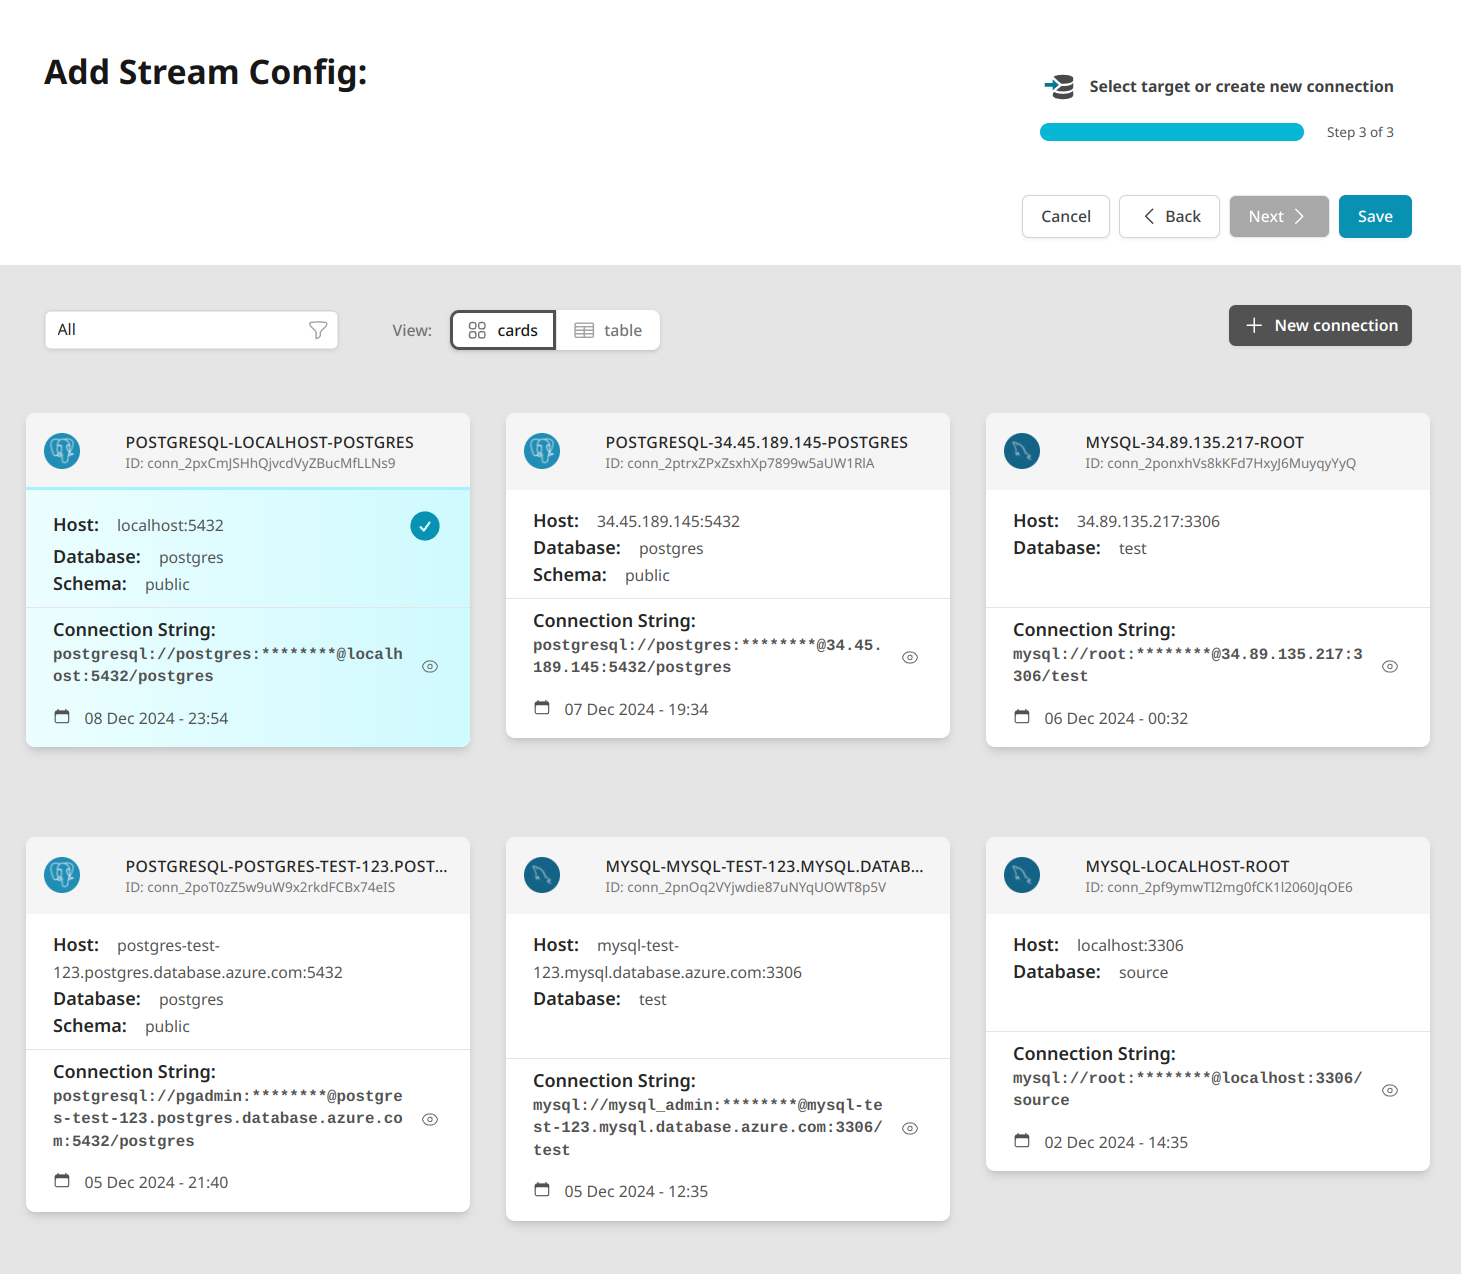 Add Stream Config:
Select target or create new connection
Step 3 of 3
Cancel
Back
Next
Save
All
View:
cards
table
New connection
POSTGRESQL-LOCALHOST-POSTGRES
ID: conn_2pxCmJSHhQjvcdVyZBucMfLLNs9
Host: localhost:5432
Database: postgres
Schema: public
Connection String:
postgresql://postgres:********@localh
ost:5432/postgres
08 Dec 2024 - 23:54
POSTGRESQL-34.45.189.145-POSTGRES
ID: conn_2ptrxZPxZsxhXp7899w5aUW1RlA
Host: 34.45.189.145:5432
Database: postgres
Schema: public
Connection String:
postgresql://postgres:********@34.45.
189.145:5432/postgres
07 Dec 2024 - 19:34
MYSQL-34.89.135.217-ROOT
ID: conn_2ponxhVs8kKFd7HxyJ6MuyqyYyQ
Host: 34.89.135.217:3306
Database: test
Connection String:
mysql://root:********@34.89.135.217:3
306/test
06 Dec 2024 - 00:32
POSTGRESQL-POSTGRES-TEST-123.POST...
ID: conn_2poT0zZ5w9uW9x2rkdFCBx74eIS
Host: postgres-test-
123.postgres.database.azure.com:5432
Database: postgres
Schema: public
Connection String:
postgresql://pgadmin:********@postgre
s-test-123.postgres.database.azure.co
m:5432/postgres
05 Dec 2024 - 21:40
MYSQL-MYSQL-TEST-123.MYSQL.DATAB...
ID: conn_2pnOq2VYjwdie87uNYqUOWT8p5V
Host: mysql-test-
123.mysql.database.azure.com:3306
Database: test
Connection String:
mysql://mysql_admin:********@mysql-te
st-123.mysql.database.azure.com:3306/
test
05 Dec 2024 - 12:35
MYSQL-LOCALHOST-ROOT
ID: conn_2pf9ymwTI2mg0fCK1l2060JqOE6
Host: localhost:3306
Database: source
Connection String:
mysql://root:********@localhost:3306/
source
02 Dec 2024 - 14:35